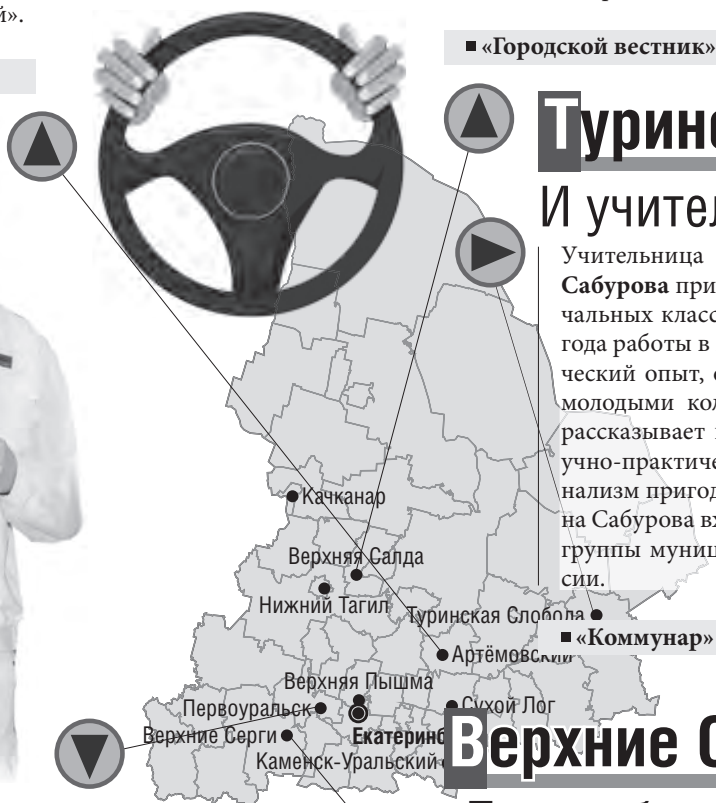 й».
■ «Городской вестник»
Турино
И учител
Учительница
Сабурова при
чальных класс
года работы в
ческий опыт, о
молодыми кол
рассказывает н
учно-практиче
нализм пригод
на Сабурова вх
группы муниц
сии.
■ «Коммунар»
Качканар
Верхняя Салда
Нижний Тагил
Туринская Слобода
Артёмовский
Верхняя Пышма
Первоуральск
Сухой Лог
Верхние Серги
Екатеринб
Каменск-Уральский
Верхние С